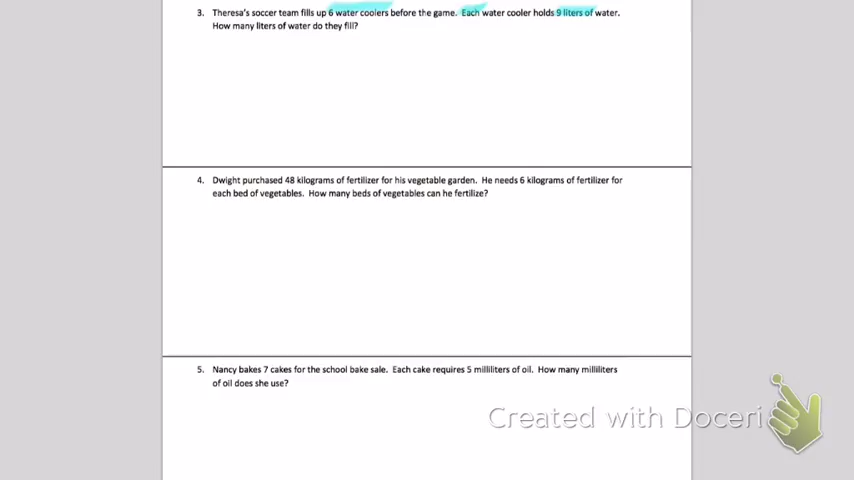 3. Theresa's soccer team fills up 6 water coolers before the game. Each water cooler holds 9 liters of water.
How many liters of water do they fill?
4. Dwight purchased 48 kilograms of fertilizer for his vegetable garden. He needs 6 kilograms of fertilizer for
each bed of vegetables. How many beds of vegetables can he fertilize?
5. Nancy bakes 7 cakes for the school bake sale. Each cake requires 5 milliliters of oil. How many milliliters
of oil does she use?
Created with Doceri